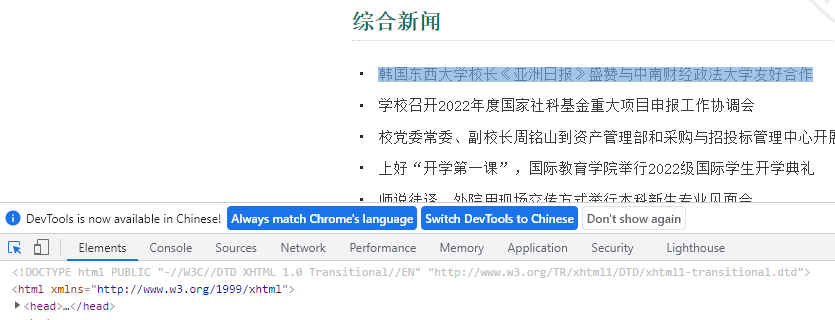 综合新闻
韩国东西大学校长《亚洲日报》盛赞与中南财经政法大学友好合作
学校召开2022年度国家社科基金重大项目申报工作协调会
校党委常委、副校长周铭山到资产管理部和采购与招投标管理中心开展
上好“开学第一课”，国际教育学院举行2022级国际学生开学典礼
师说徒译，外院用现场交传方式举行本科新生专业见面会
DevTools is now available in Chinese! Always match Chrome's language Switch DevTools to Chinese Don't show again
Elements Console Sources Network Performance Memory Application Security Lighthouse
<!DOCTYPE html PUBLIC "-//W3C//DTD XHTML 1.0 Transitional//EN" "http://www.w3.org/TR/xhtml1/DTD/xhtml1-transitional.dtd">
<html xmlns="http://www.w3.org/1999/xhtml">
<head>…</head>